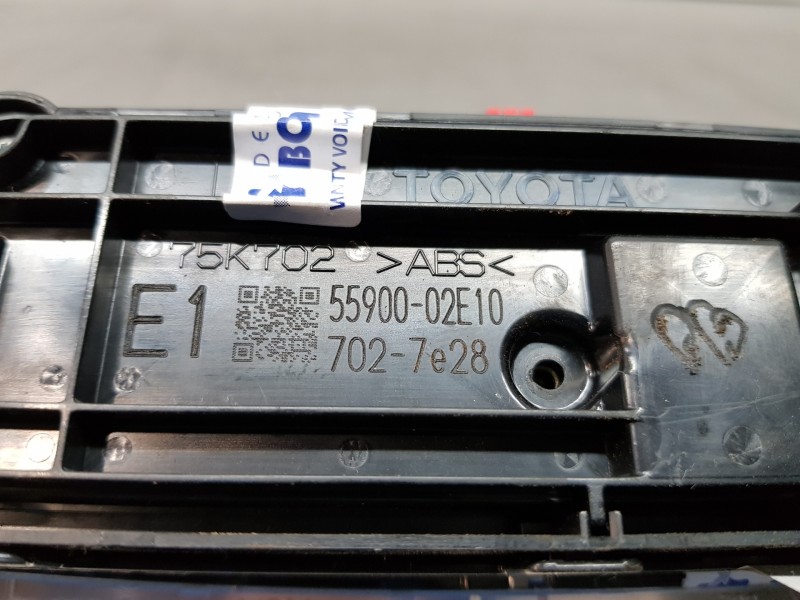 TOYOTA
75K702 >ABS<
E1
55900-02E10
702-7e28